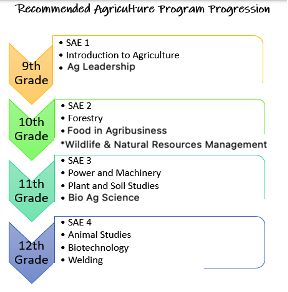 Recommended Agriculture Program Progression
9th
Grade
• SAE 1
• Introduction to Agriculture
• Ag Leadership
10th
Grade
• SAE 2
• Forestry
• Food in Agribusiness
*Wildlife & Natural Resources Management
11th
Grade
• SAE 3
• Power and Machinery
• Plant and Soil Studies
• Bio Ag Science
12th
Grade
• SAE 4
• Animal Studies
• Biotechnology
• Welding